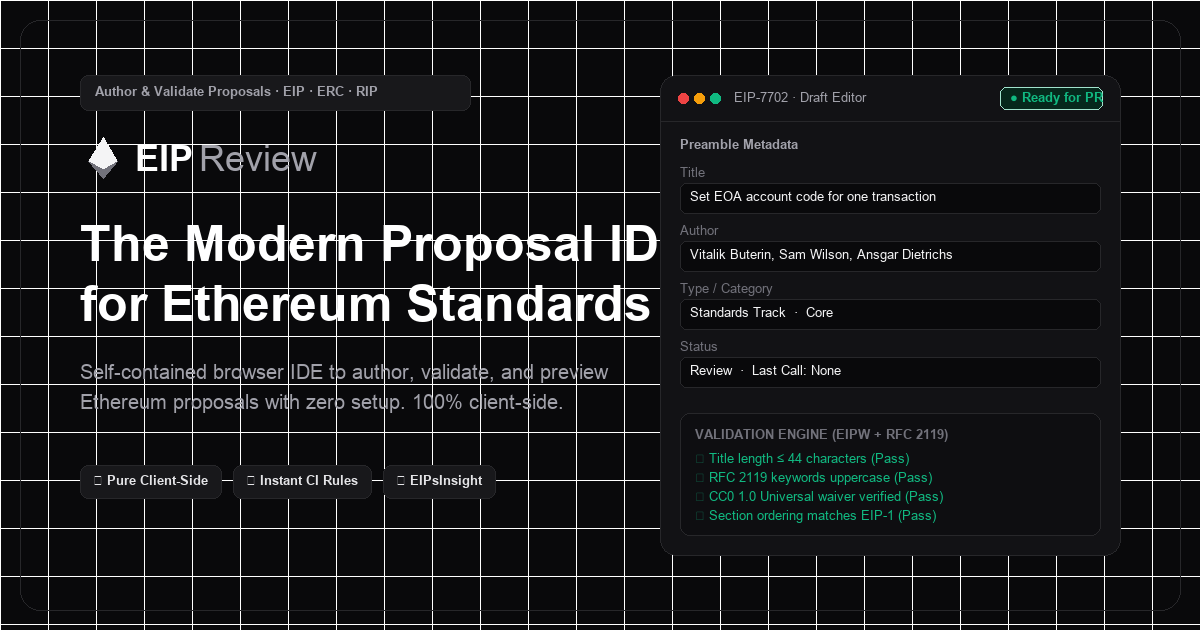 Author & Validate Proposals · EIP · ERC · RIP
EIP Review
The Modern Proposal ID
for Ethereum Standards
Self-contained browser IDE to author, validate, and preview
Ethereum proposals with zero setup. 100% client-side.
Pure Client-Side
Instant CI Rules
EIPsInsight
EIP-7702 · Draft Editor
● Ready for PR
Preamble Metadata
Title
Set EOA account code for one transaction
Author
Vitalik Buterin, Sam Wilson, Ansgar Dietrichs
Type / Category
Standards Track · Core
Status
Review · Last Call: None
VALIDATION ENGINE (EIPW + RFC 2119)
Title length ≤ 44 characters (Pass)
RFC 2119 keywords uppercase (Pass)
CC0 1.0 Universal waiver verified (Pass)
Section ordering matches EIP-1 (Pass)